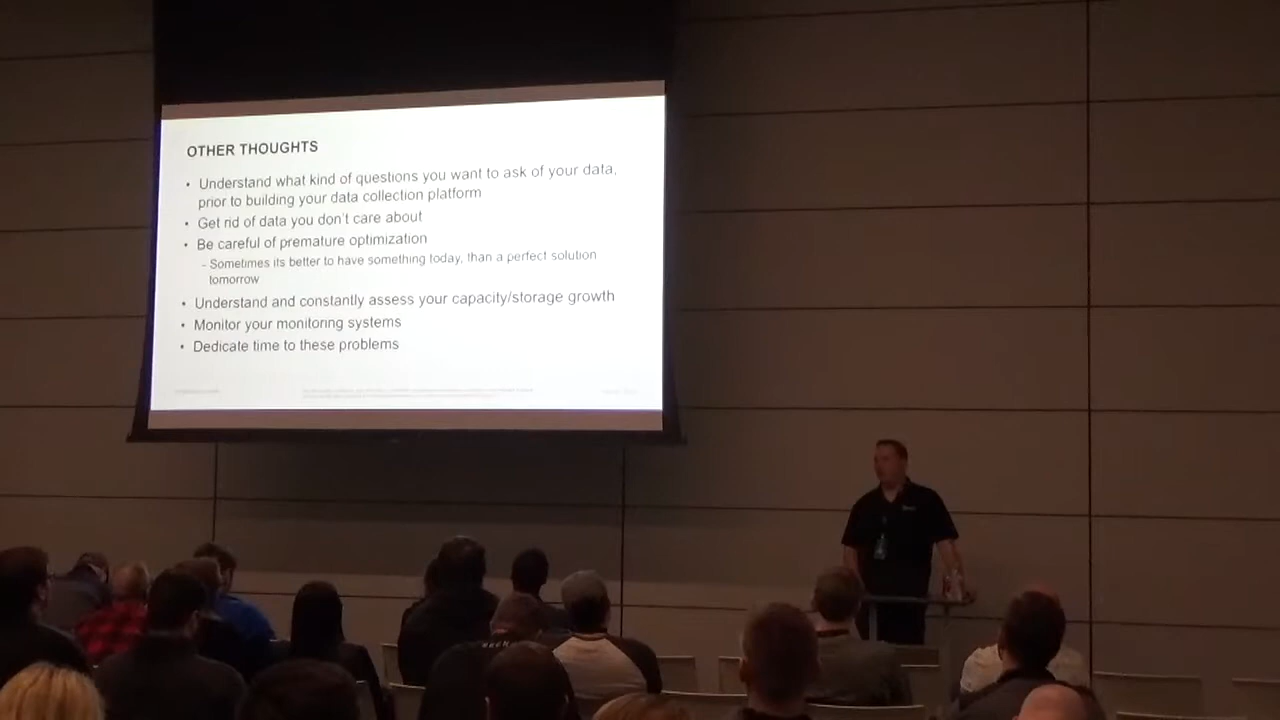 OTHER THOUGHTS
• Understand what kind of questions you want to ask of your data,
prior to building your data collection platform
• Get rid of data you don't care about
• Be careful of premature optimization
- Sometimes its better to have something today, than a perfect solution
tomorrow
• Understand and constantly assess your capacity/storage growth
• Monitor your monitoring systems
• Dedicate time to these problems